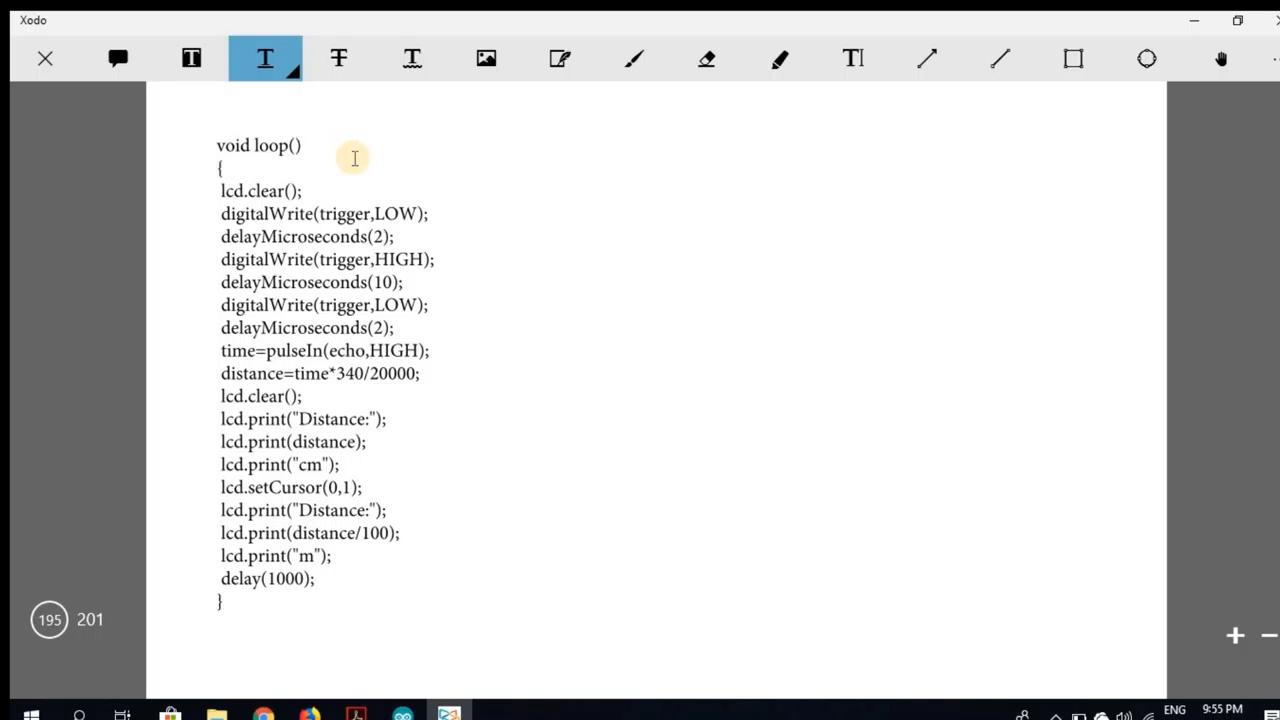 Xodo
T T T T TI
void loop()
{
lcd.clear();
digitalWrite(trigger,LOW);
delayMicroseconds(2);
digitalWrite(trigger,HIGH);
delayMicroseconds(10);
digitalWrite(trigger,LOW);
delayMicroseconds(2);
time=pulseIn(echo,HIGH);
distance=time*340/20000;
lcd.clear();
lcd.print("Distance:");
lcd.print(distance);
lcd.print("cm");
lcd.setCursor(0,1);
lcd.print("Distance:");
lcd.print(distance/100);
lcd.print("m");
delay(1000);
}
195 201
ENG 9:55 PM